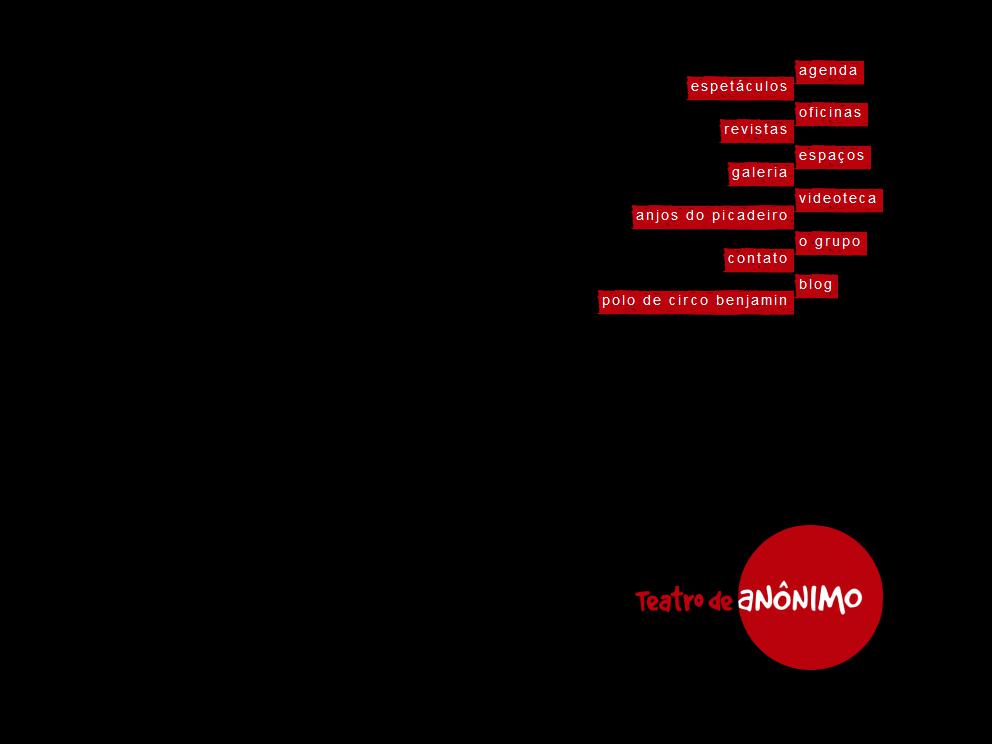 agenda
espetáculos
oficinas
revistas
espaços
galeria
videoteca
anjos do picadeiro
o grupo
contato
blog
polo de circo benjamin
Teatro de aNÔNIMO